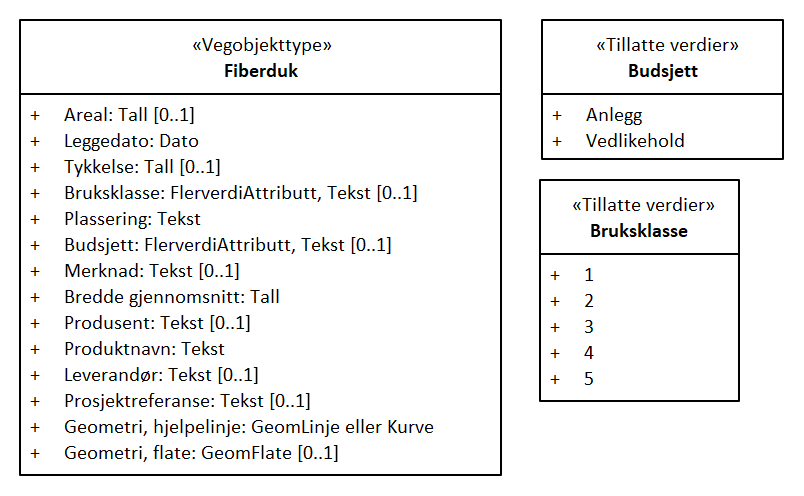 «Vegobjekttype»
Fiberduk
+ Areal: Tall [0..1]
+ Leggedato: Dato
+ Tykkelse: Tall [0..1]
+ Bruksklasse: FlerverdiAttributt, Tekst [0..1]
+ Plassering: Tekst
+ Budsjett: FlerverdiAttributt, Tekst [0..1]
+ Merknad: Tekst [0..1]
+ Bredde gjennomsnitt: Tall
+ Produsent: Tekst [0..1]
+ Produktnavn: Tekst
+ Leverandør: Tekst [0..1]
+ Prosjektreferanse: Tekst [0..1]
+ Geometri, hjelpelinje: GeomLinje eller Kurve
+ Geometri, flate: GeomFlate [0..1]
«Tillatte verdier»
Budsjett
+ Anlegg
+ Vedlikehold
«Tillatte verdier»
Bruksklasse
+ 1
+ 2
+ 3
+ 4
+ 5